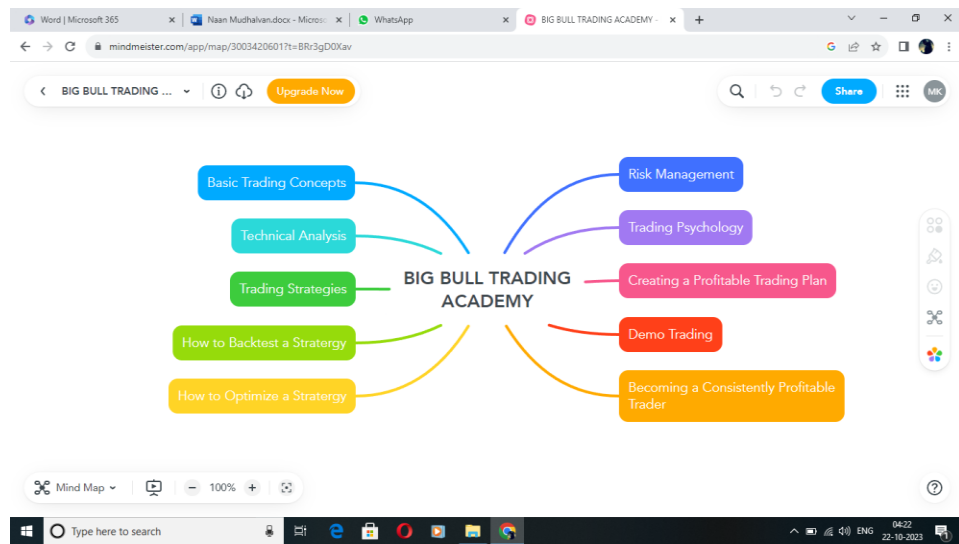 Word | Microsoft 365
Naan Mudhalvan.docx - Microso
WhatsApp
BIG BULL TRADING ACADEMY -
mindmeister.com/app/map/3003420601?t=BRr3gD0Xav
BIG BULL TRADING ...
Upgrade Now
Share
MK
Basic Trading Concepts
Technical Analysis
Trading Strategies
How to Backtest a Stratergy
How to Optimize a Stratergy
BIG BULL TRADING
ACADEMY
Risk Management
Trading Psychology
Creating a Profitable Trading Plan
Demo Trading
Becoming a Consistently Profitable
Trader
Mind Map
100%
Type here to search
ENG
04:22
22-10-2023